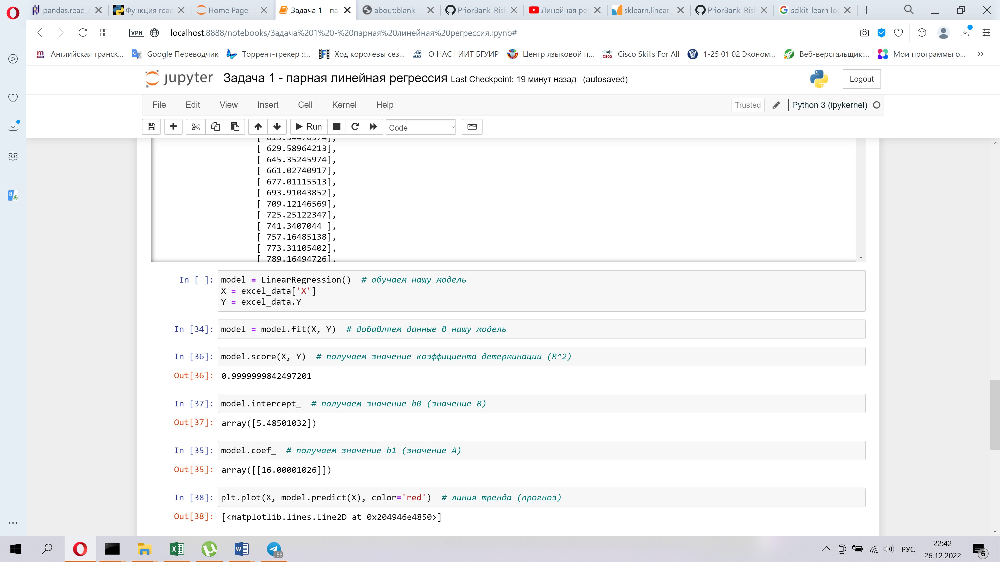 pandas.read_e
Функция read
Home Page -
Задача 1 - па
about:blank
PriorBank-Risk
Линейная рег
sklearn.linear_
PriorBank-Risk
scikit-learn log
VPN
localhost:8888/notebooks/Задача%201%20-%20парная%20линейная%20регрессия.ipynb#
Английская транск...
Google Переводчик
Торрент-трекер ::...
Ход королевы сез...
О НАС | ИИТ БГУИР
Центр языковой п...
Cisco Skills For All
1-25 01 02 Эконом...
Веб-верстальщик:...
Мои программы о...
jupyter Задача 1 - парная линейная регрессия Last Checkpoint: 19 минут назад (autosaved)
Logout
File Edit View Insert Cell Kernel Help
Trusted Python 3 (ipykernel)
Run Code
[ 629.58964213],
[ 645.35245974],
[ 661.02740917],
[ 677.01115513],
[ 693.91043852],
[ 709.12146569],
[ 725.25122347],
[ 741.3407044 ],
[ 757.16485138],
[ 773.31105402],
[ 789.16494726],
In [ ]: model = LinearRegression() # обучаем нашу модель
X = excel_data['X']
Y = excel_data.Y
In [34]: model = model.fit(X, Y) # добавляем данные в нашу модель
In [36]: model.score(X, Y) # получаем значение коэффициента детерминации (R^2)
Out[36]: 0.9999999842497201
In [37]: model.intercept_ # получаем значение b0 (значение B)
Out[37]: array([5.48501032])
In [35]: model.coef_ # получаем значение b1 (значение A)
Out[35]: array([[16.00001026]])
In [38]: plt.plot(X, model.predict(X), color='red') # линия тренда (прогноз)
Out[38]: [<matplotlib.lines.Line2D at 0x204946e4850>]
..56
РУС
22:42
26.12.2022
6